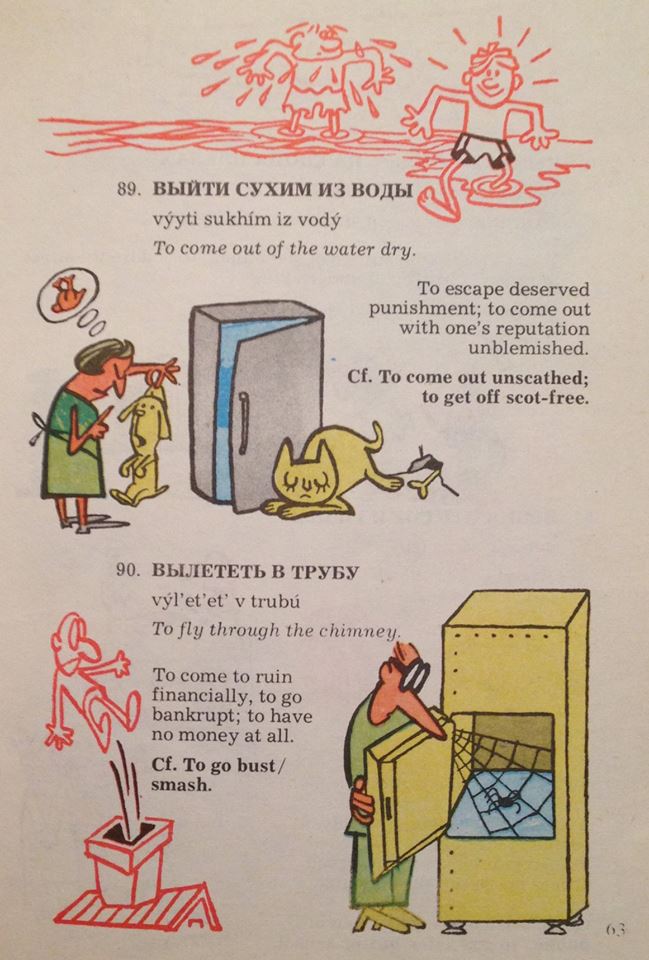 89. ВЫЙТИ СУХИМ ИЗ ВОДЫ
výyti sukhím iz vodý
To come out of the water dry.
To escape deserved
punishment; to come out
with one's reputation
unblemished.
Cf. To come out unscathed;
to get off scot-free.
90. ВЫЛЕТЕТЬ В ТРУБУ
výl'et'et' v trubú
To fly through the chimney.
To come to ruin
financially, to go
bankrupt; to have
no money at all.
Cf. To go bust/
smash.
63